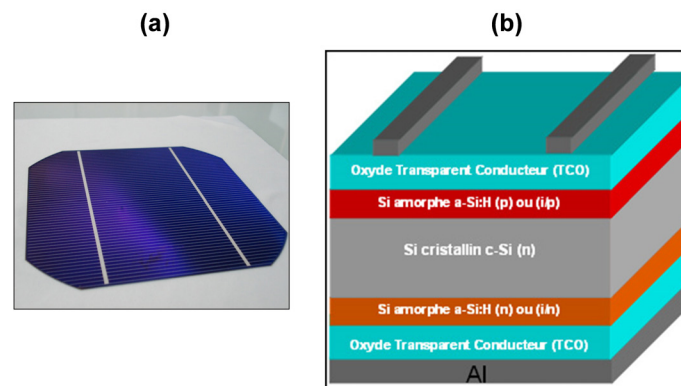 (a)
(b)
Oxyde Transparent Conducteur (TCO)
Si amorphe a-Si:H (p) ou (i/p)
Si cristallin c-Si (n)
Si amorphe a-Si:H (n) ou (i/n)
Oxyde Transparent Conducteur (TCO)
Al